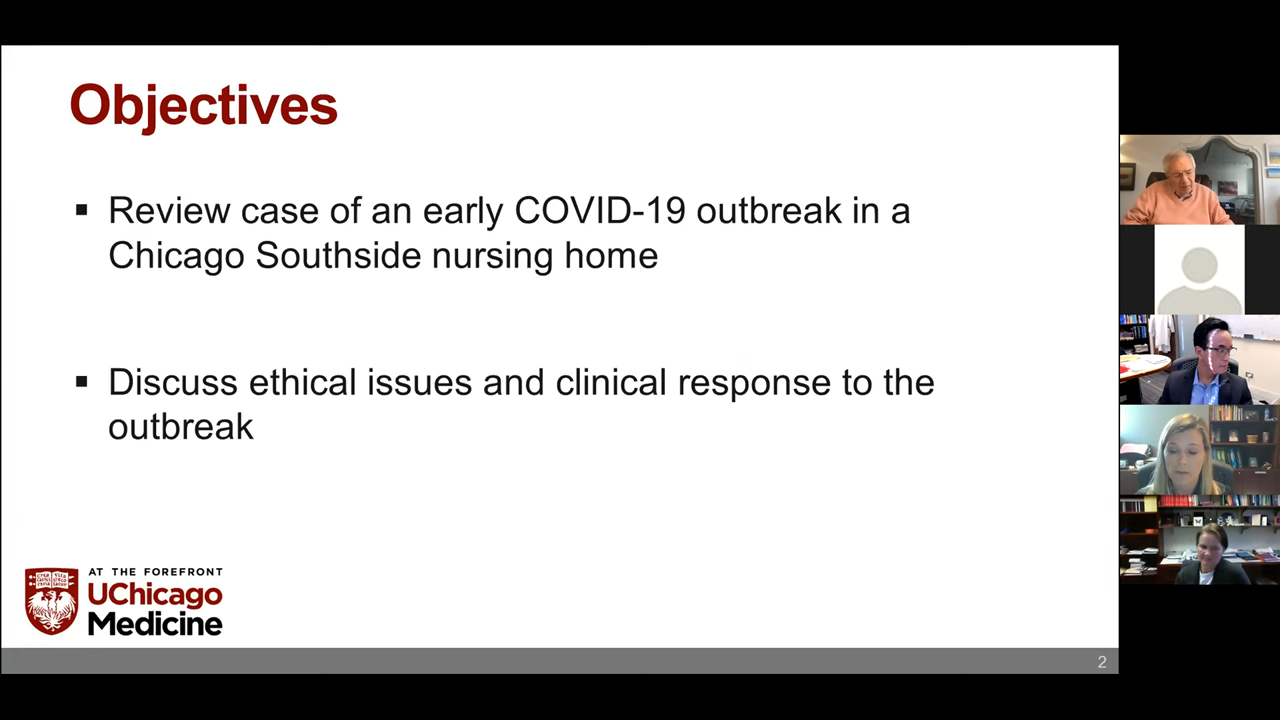 Objectives
▪ Review case of an early COVID-19 outbreak in a
Chicago Southside nursing home
▪ Discuss ethical issues and clinical response to the
outbreak
AT THE FOREFRONT
UChicago
Medicine
2